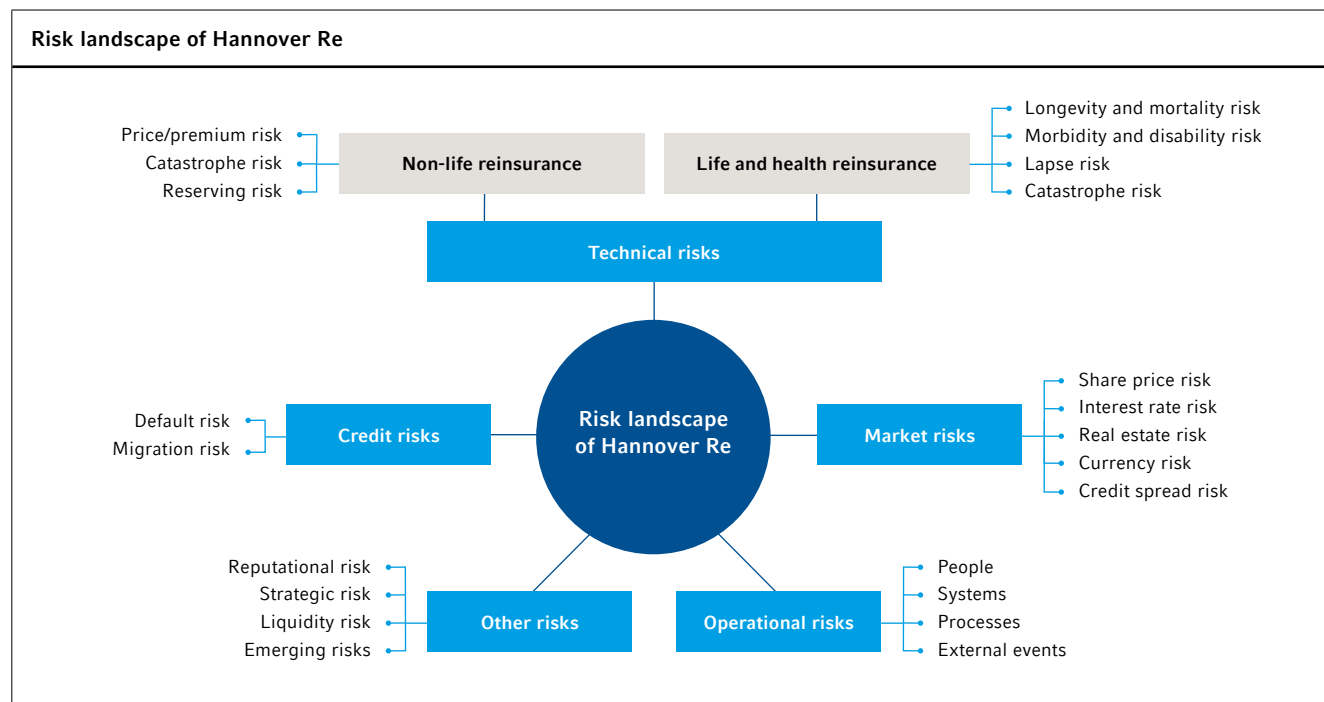 Risk landscape of Hannover Re
Price/premium risk
Catastrophe risk
Reserving risk
Non-life reinsurance
Life and health reinsurance
Longevity and mortality risk
Morbidity and disability risk
Lapse risk
Catastrophe risk
Technical risks
Default risk
Migration risk
Credit risks
Risk landscape
of Hannover Re
Market risks
Share price risk
Interest rate risk
Real estate risk
Currency risk
Credit spread risk
Reputational risk
Strategic risk
Liquidity risk
Emerging risks
Other risks
Operational risks
People
Systems
Processes
External events